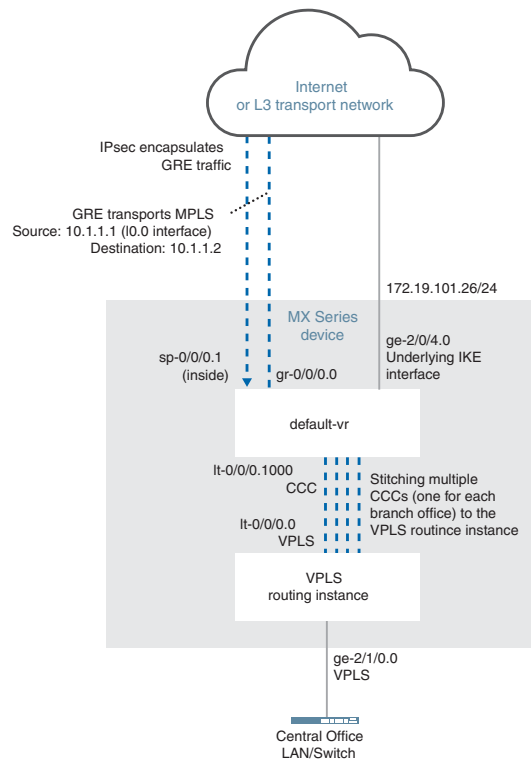 Internet
or L3 transport network
IPsec encapsulates
GRE traffic
GRE transports MPLS
Source: 10.1.1.1 (l0.0 interface)
Destination: 10.1.1.2
172.19.101.26/24
MX Series
device
sp-0/0/0.1
(inside)
gr-0/0/0.0
ge-2/0/4.0
Underlying IKE
interface
default-vr
lt-0/0/0.1000
CCC
lt-0/0/0.0
VPLS
Stitching multiple
CCCs (one for each
branch office) to the
VPLS routince instance
VPLS
routing instance
ge-2/1/0.0
VPLS
Central Office
LAN/Switch